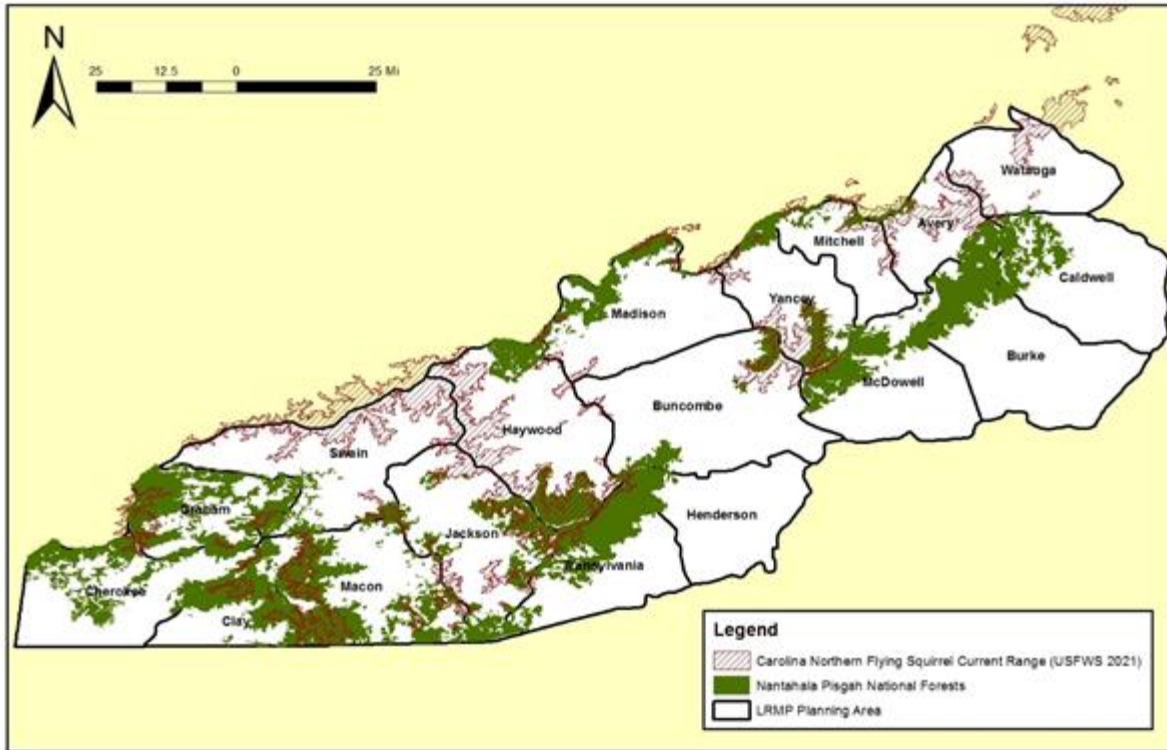 N
25 12.5 0 25 Mi
Watauga
Avery
Mitchell
Caldwell
Yancey
Madison
Burke
McDowell
Buncombe
Haywood
Swain
Henderson
Graham
Jackson
Transylvania
Macon
Cherokee
Clay
Legend
Carolina Northern Flying Squirrel Current Range (USFWS 2021)
Nantahala Pisgah National Forests
LRMP Planning Area